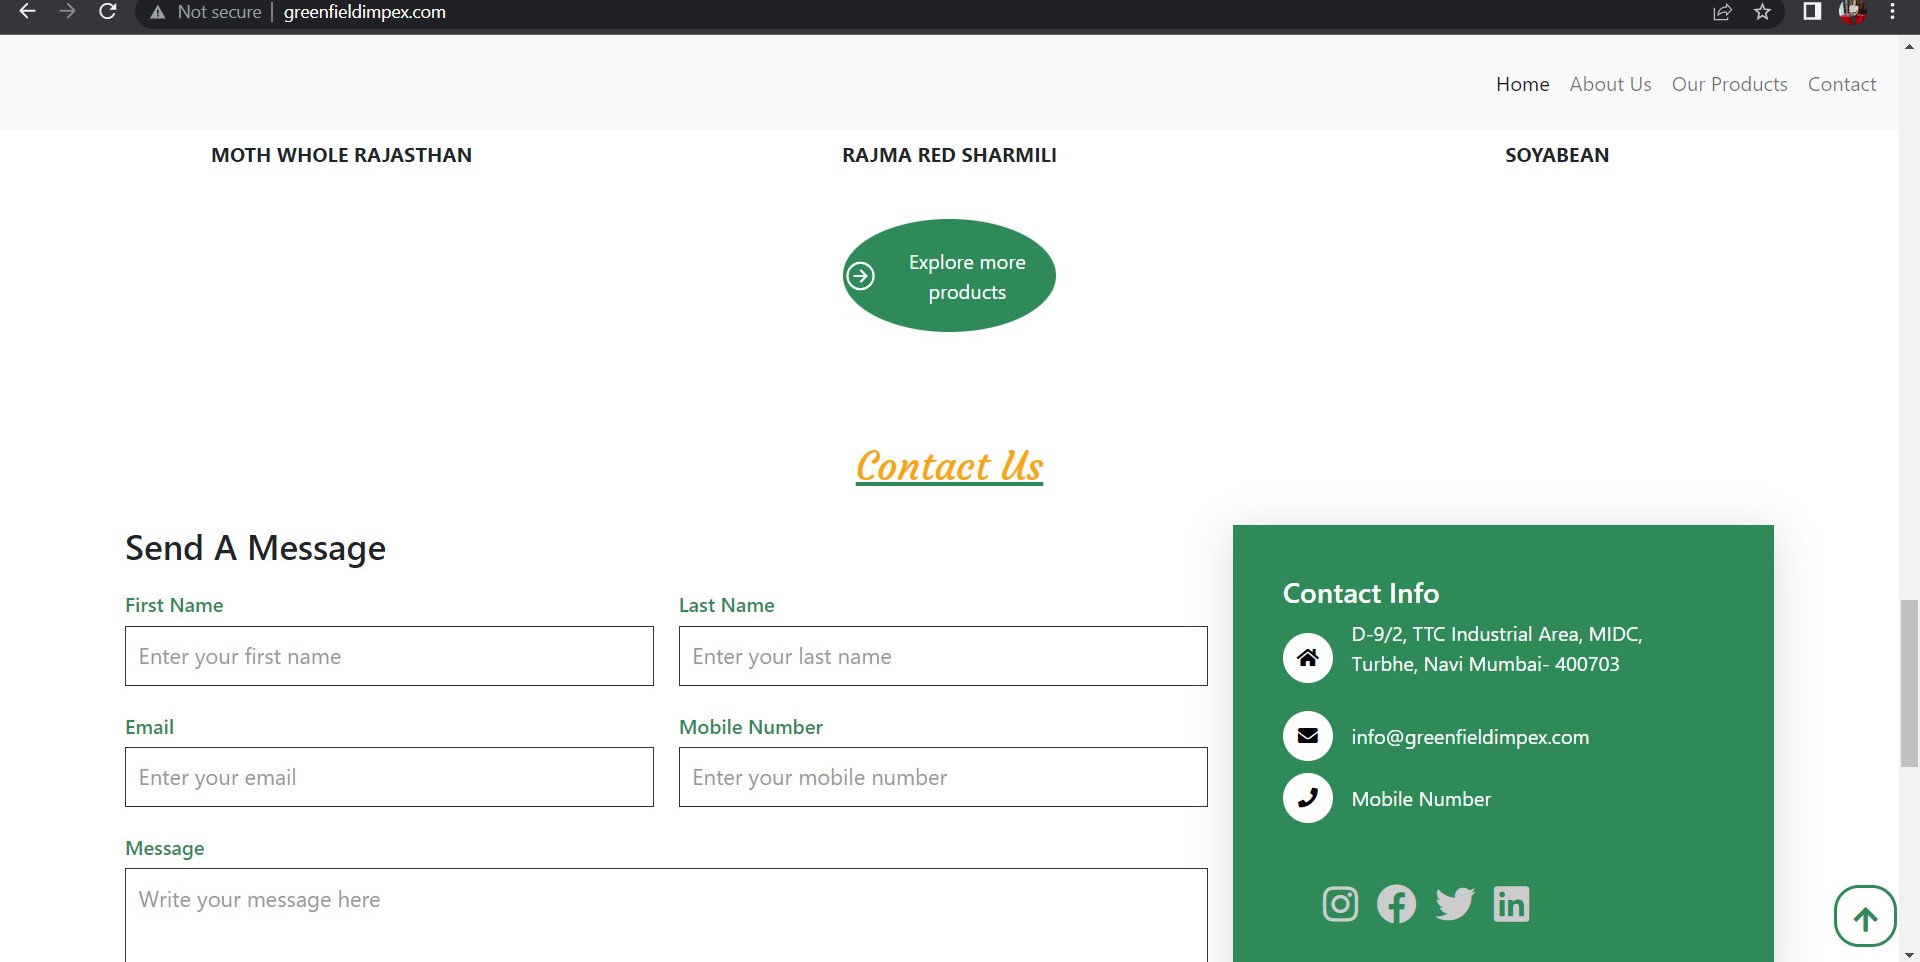 Not secure | greenfieldimpex.com
Home About Us Our Products Contact
MOTH WHOLE RAJASTHAN RAJMA RED SHARMILI SOYABEAN
Explore more
products
Contact Us
Send A Message
First Name Last Name
Enter your first name Enter your last name
Email Mobile Number
Enter your email Enter your mobile number
Message
Write your message here
Contact Info
D-9/2, TTC Industrial Area, MIDC,
Turbhe, Navi Mumbai- 400703
info@greenfieldimpex.com
Mobile Number